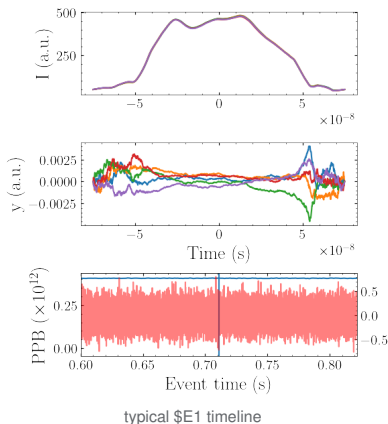 500
250
I (a.u.)
−5 0 5
×10⁻⁸
0.0025
0.0000
−0.0025
y (a.u.)
−5 0 5
Time (s)
×10⁻⁸
PPB (×10¹²)
0.25
0.00
0.5
0.0
−0.5
0.60 0.65 0.70 0.75 0.80
Event time (s)
typical $E1 timeline